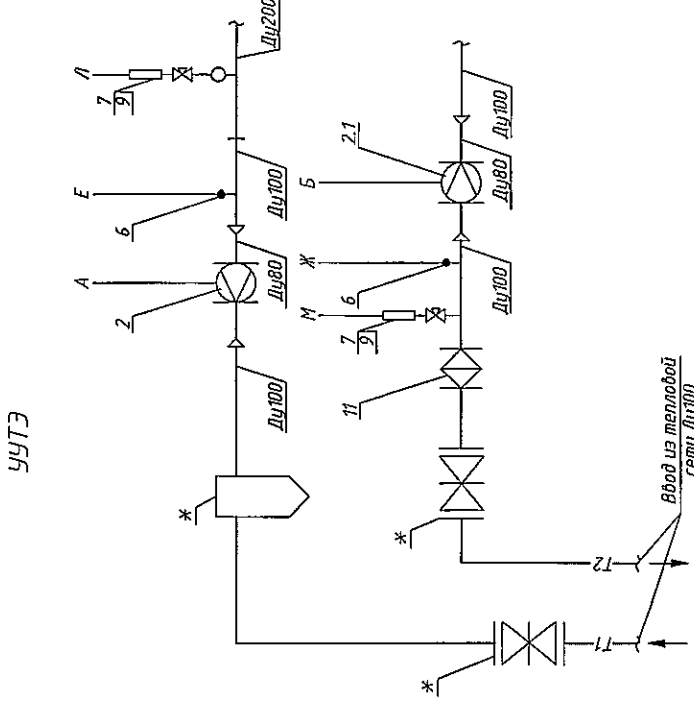 УУТЭ
Л
7
9
Ду200
Е
6
Ду100
А
2
Ду80
Ду100
*
2.1
Б
Ду100
Ду80
Ж
6
М
7
9
Ду100
11
*
*
Т2
Т1
Ввод из тепловой
сети Ду100